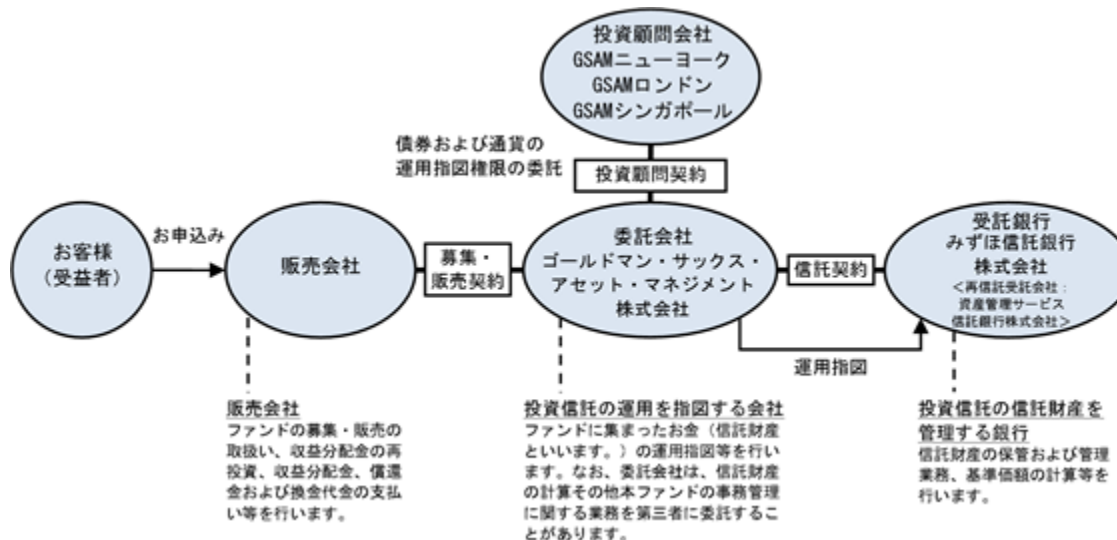 投資顧問会社
GSAMニューヨーク
GSAMロンドン
GSAMシンガポール
債券および通貨の
運用指図権限の委託
投資顧問契約
お客様
（受益者）
お申込み
販売会社
募集・
販売契約
委託会社
ゴールドマン・サックス・
アセット・マネジメント
株式会社
信託契約
受託銀行
みずほ信託銀行
株式会社
＜再信託受託会社：
資産管理サービス
信託銀行株式会社＞
運用指図
販売会社
ファンドの募集・販売の
取扱い、収益分配金の再
投資、収益分配金、償還
金および換金代金の支払
い等を行います。
投資信託の運用を指図する会社
ファンドに集まったお金（信託財産
といいます。）の運用指図等を行い
ます。なお、委託会社は、信託財産
の計算その他本ファンドの事務管理
に関する業務を第三者に委託するこ
とがあります。
投資信託の信託財産を
管理する銀行
信託財産の保管および管理
業務、基準価額の計算等を
行います。